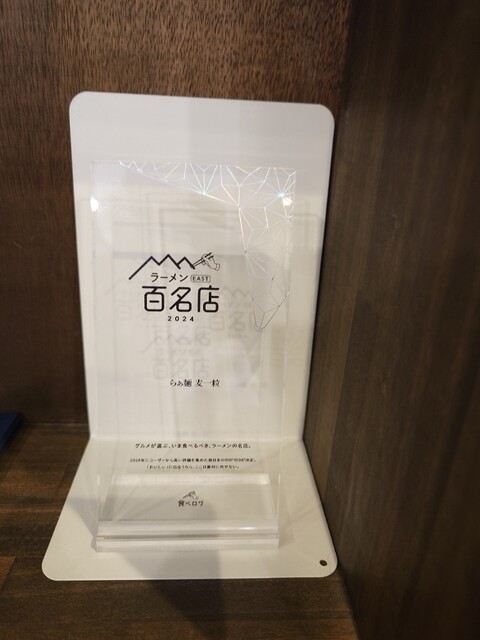 ラーメン EAST
百名店
2024
らぁ麺 麦一粒
グルメが選ぶ、いま食べるべき、ラーメンの名店。
食べログ